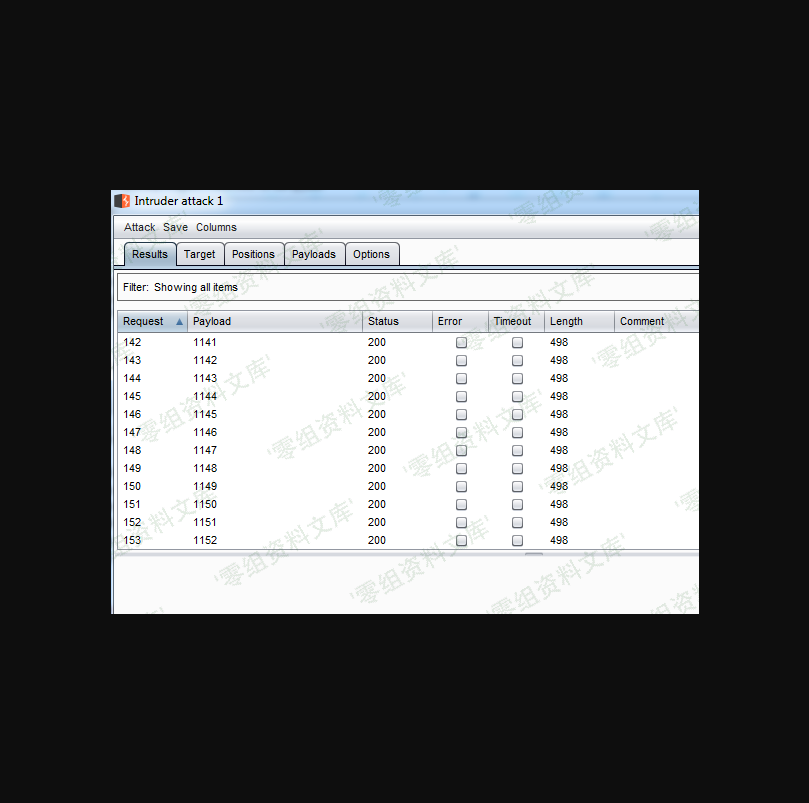 Intruder attack 1
Attack Save Columns
Results Target Positions Payloads Options
Filter: Showing all items
Request Payload Status Error Timeout Length Comment
142 1141 200 498
143 1142 200 498
144 1143 200 498
145 1144 200 498
146 1145 200 498
147 1146 200 498
148 1147 200 498
149 1148 200 498
150 1149 200 498
151 1150 200 498
152 1151 200 498
153 1152 200 498
'零组资料文库'